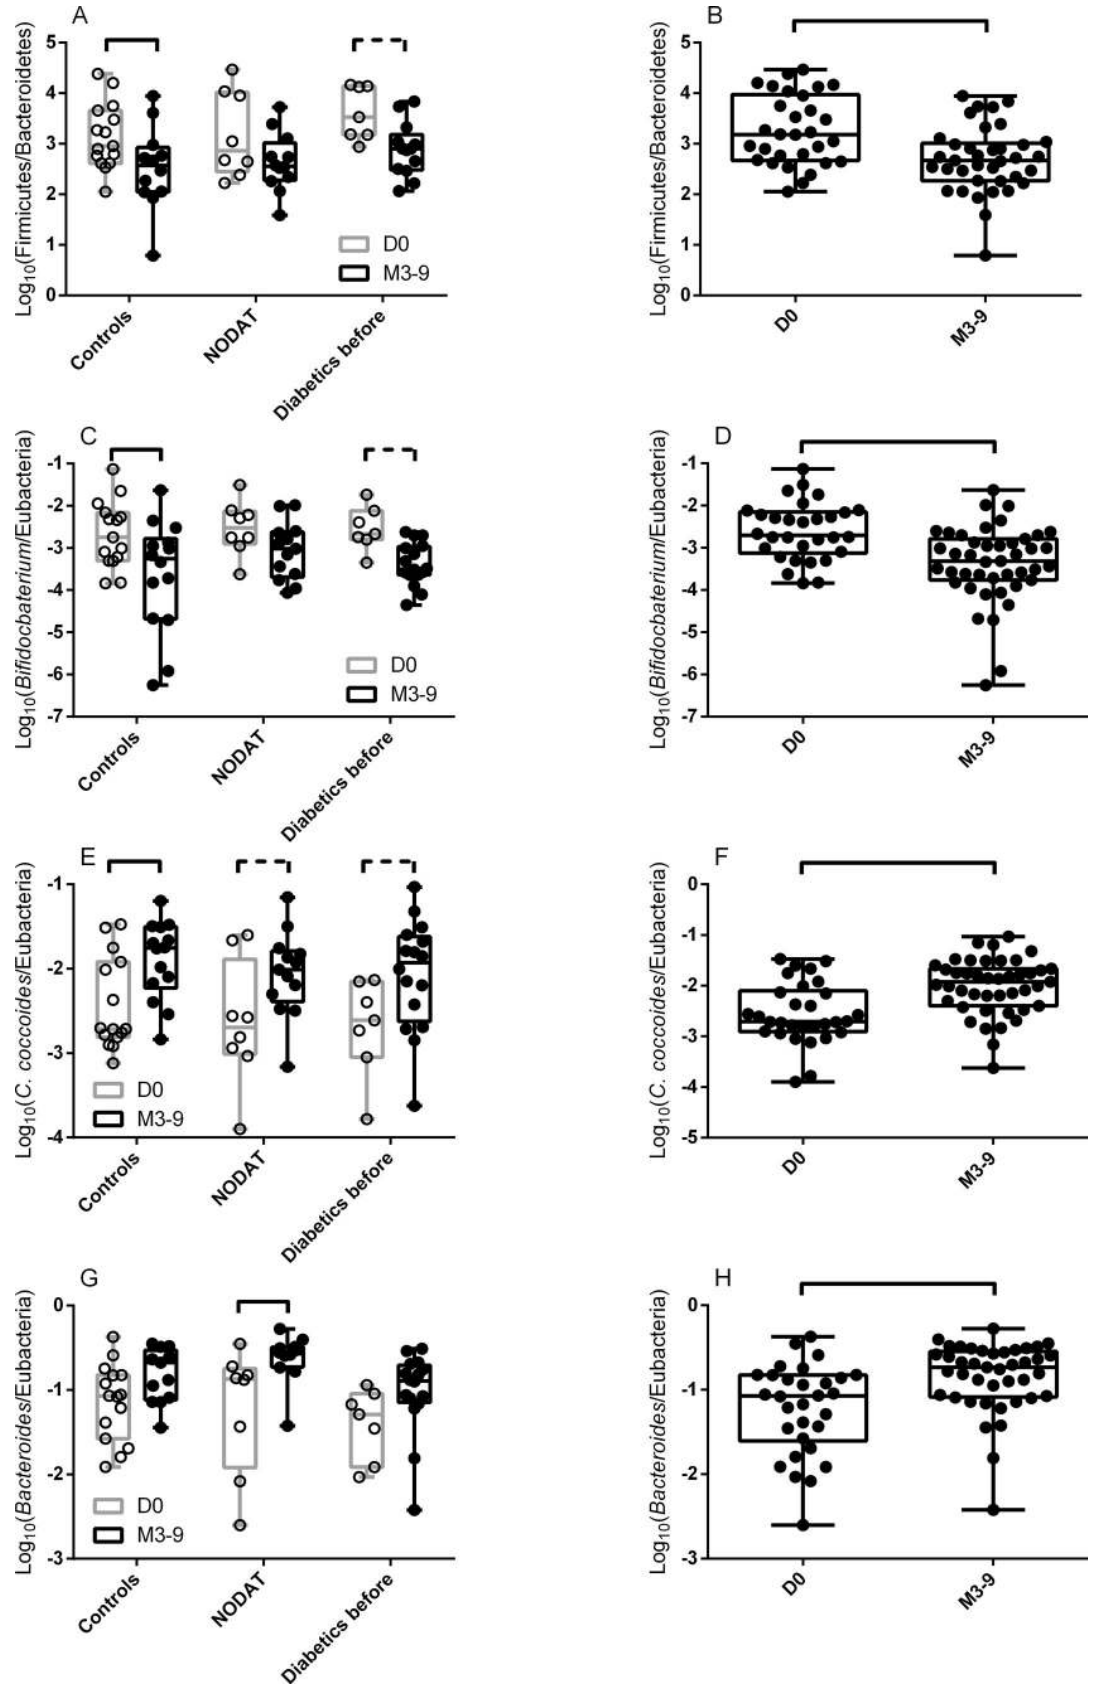 A
Log10(Firmicutes/Bacteroidetes)
5
4
3
2
1
0
D0
M3-9
Controls
NODAT
Diabetics before
B
Log10(Firmicutes/Bacteroidetes)
5
4
3
2
1
0
D0
M3-9
C
Log10(Bifidocbaterium/Eubacteria)
-1
-2
-3
-4
-5
-6
-7
D0
M3-9
Controls
NODAT
Diabetics before
D
Log10(Bifidocbaterium/Eubacteria)
-1
-2
-3
-4
-5
-6
-7
D0
M3-9
E
Log10(C. coccoides/Eubacteria)
-1
-2
-3
-4
D0
M3-9
Controls
NODAT
Diabetics before
F
Log10(C. coccoides/Eubacteria)
0
-1
-2
-3
-4
-5
D0
M3-9
G
Log10(Bacteroides/Eubacteria)
0
-1
-2
-3
D0
M3-9
Controls
NODAT
Diabetics before
H
Log10(Bacteroides/Eubacteria)
0
-1
-2
-3
D0
M3-9